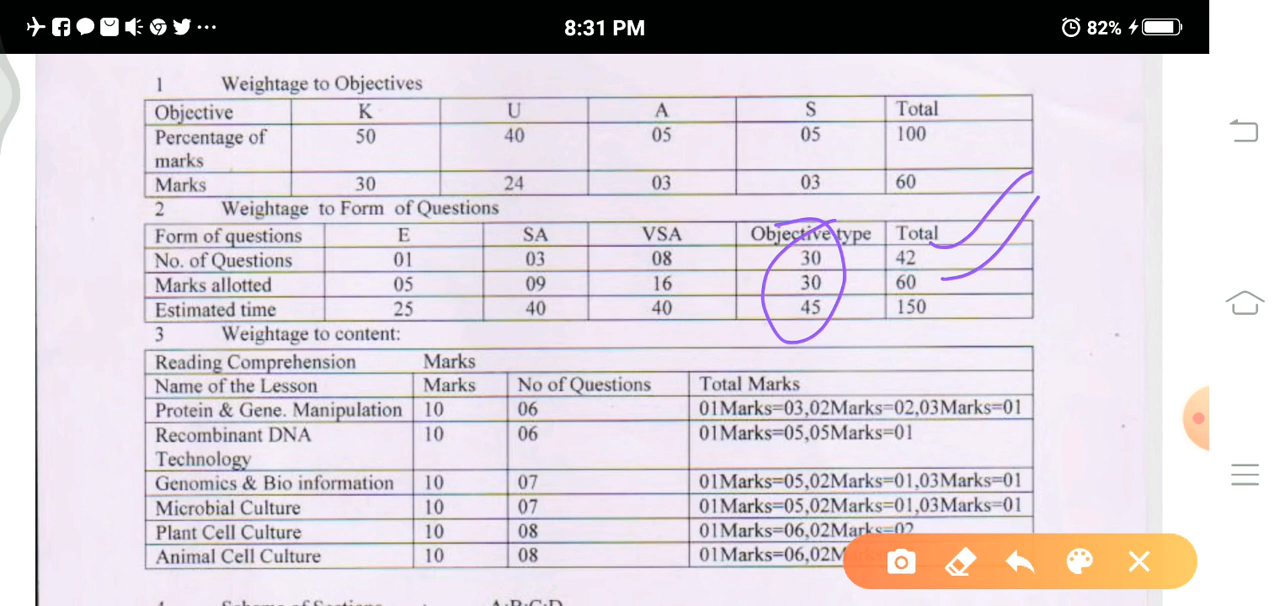 8:31 PM
82%
1 Weightage to Objectives
Objective K U A S Total
Percentage of marks 50 40 05 05 100
Marks 30 24 03 03 60
2 Weightage to Form of Questions
Form of questions E SA VSA Objective type Total
No. of Questions 01 03 08 30 42
Marks allotted 05 09 16 30 60
Estimated time 25 40 40 45 150
3 Weightage to content:
Reading Comprehension Marks
Name of the Lesson Marks No of Questions Total Marks
Protein & Gene. Manipulation 10 06 01Marks=03,02Marks=02,03Marks=01
Recombinant DNA Technology 10 06 01Marks=05,05Marks=01
Genomics & Bio information 10 07 01Marks=05,02Marks=01,03Marks=01
Microbial Culture 10 07 01Marks=05,02Marks=01,03Marks=01
Plant Cell Culture 10 08 01Marks=06,02Marks=02
Animal Cell Culture 10 08 01Marks=06,02M